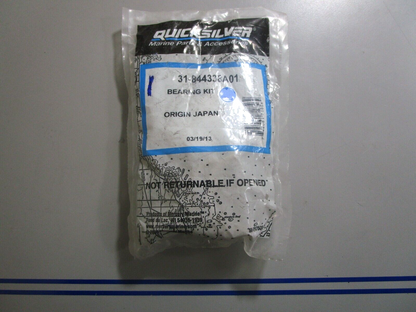 QUICKSILVER
Marine Parts & Accessories
31-844338A01
BEARING KIT
ORIGIN JAPAN
03/19/13
NOT RETURNABLE IF OPENED